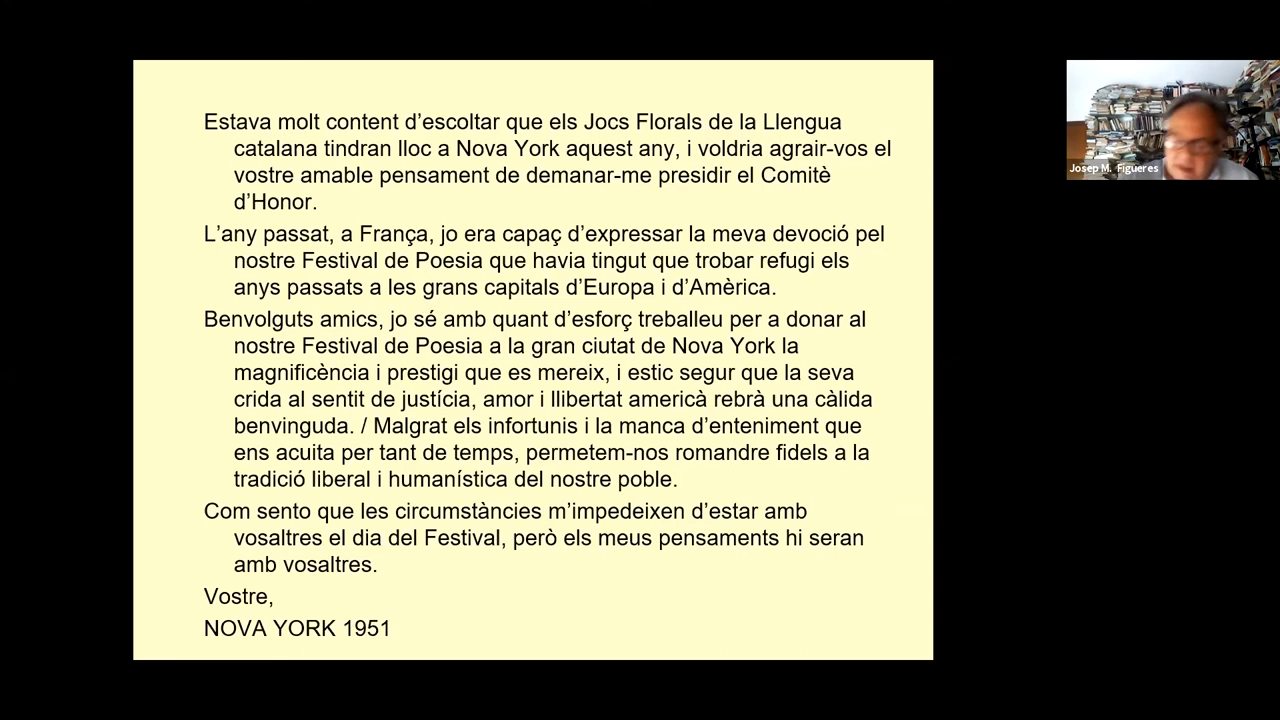 Estava molt content d’escoltar que els Jocs Florals de la Llengua
catalana tindran lloc a Nova York aquest any, i voldria agrair-vos el
vostre amable pensament de demanar-me presidir el Comitè
d’Honor.
L’any passat, a França, jo era capaç d’expressar la meva devoció pel
nostre Festival de Poesia que havia tingut que trobar refugi els
anys passats a les grans capitals d’Europa i d’Amèrica.
Benvolguts amics, jo sé amb quant d’esforç treballeu per a donar al
nostre Festival de Poesia a la gran ciutat de Nova York la
magnificència i prestigi que es mereix, i estic segur que la seva
crida al sentit de justícia, amor i llibertat americà rebrà una càlida
benvinguda. / Malgrat els infortunis i la manca d’enteniment que
ens acuita per tant de temps, permetem-nos romandre fidels a la
tradició liberal i humanística del nostre poble.
Com sento que les circumstàncies m’impedeixen d’estar amb
vosaltres el dia del Festival, però els meus pensaments hi seran
amb vosaltres.
Vostre,
NOVA YORK 1951
Josep M. Figueres